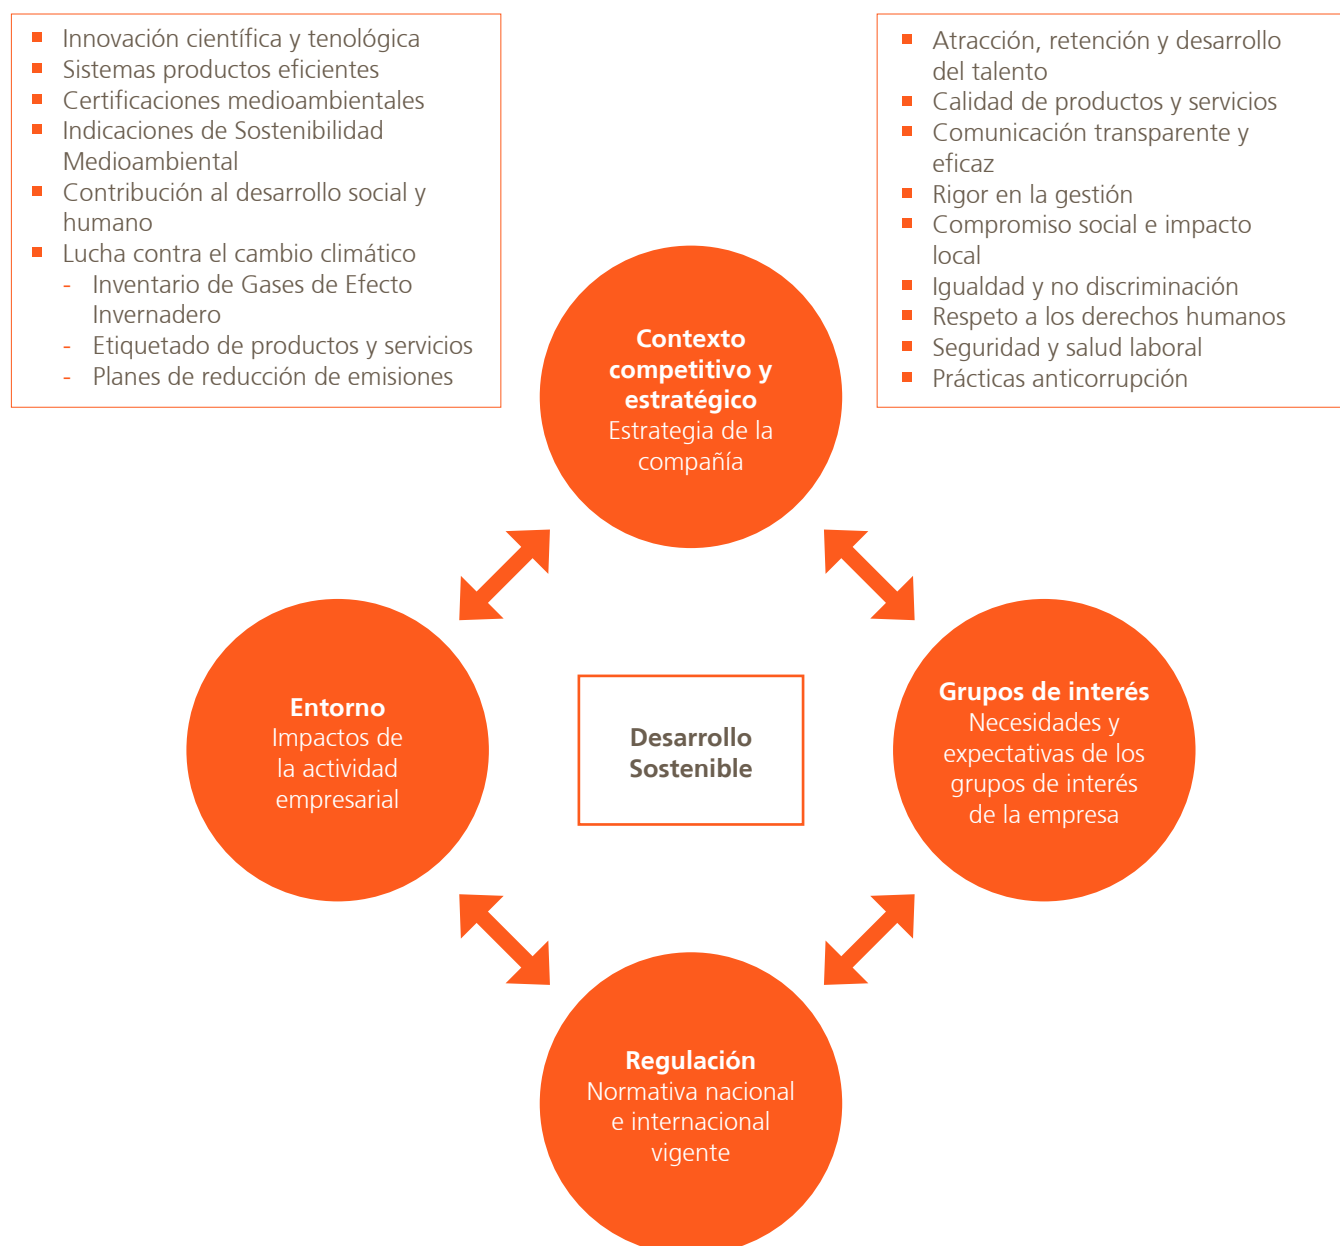 Innovación científica y tenológica
Sistemas productos eficientes
Certificaciones medioambientales
Indicaciones de Sostenibilidad
Medioambiental
Contribución al desarrollo social y
humano
Lucha contra el cambio climático
- Inventario de Gases de Efecto
Invernadero
- Etiquetado de productos y servicios
- Planes de reducción de emisiones
Atracción, retención y desarrollo
del talento
Calidad de productos y servicios
Comunicación transparente y
eficaz
Rigor en la gestión
Compromiso social e impacto
local
Igualdad y no discriminación
Respeto a los derechos humanos
Seguridad y salud laboral
Prácticas anticorrupción
Contexto
competitivo y
estratégico
Estrategia de la
compañía
Entorno
Impactos de
la actividad
empresarial
Desarrollo
Sostenible
Grupos de interés
Necesidades y
expectativas de los
grupos de interés
de la empresa
Regulación
Normativa nacional
e internacional
vigente